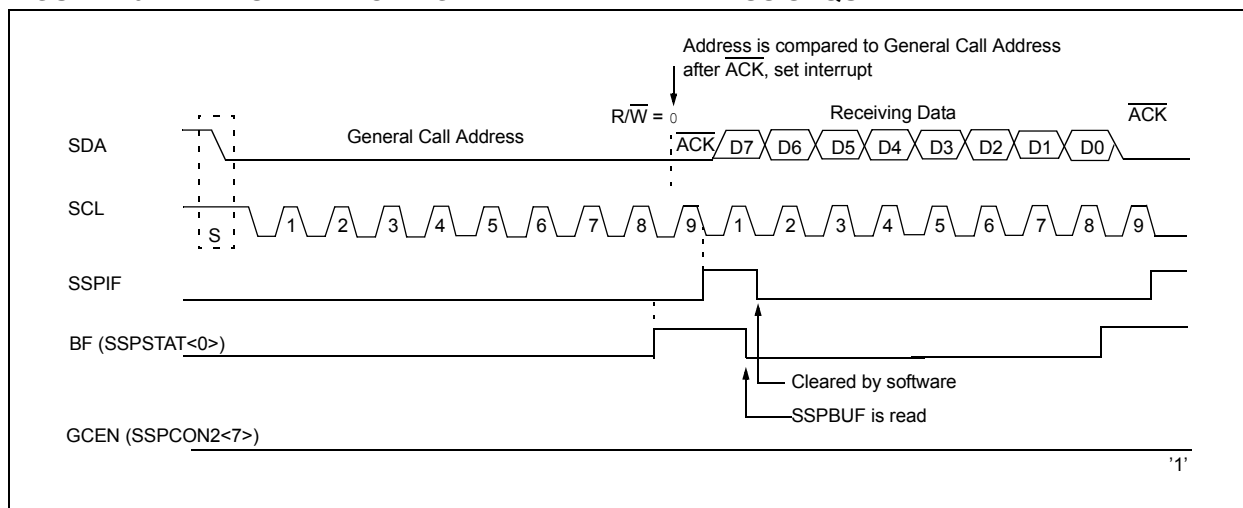 Address is compared to General Call Address
after ACK, set interrupt
R/W = 0
Receiving Data
ACK
General Call Address
SDA
ACK D7 D6 D5 D4 D3 D2 D1 D0
SCL
S
1 2 3 4 5 6 7 8 9 1 2 3 4 5 6 7 8 9
SSPIF
BF (SSPSTAT<0>)
Cleared by software
SSPBUF is read
GCEN (SSPCON2<7>)
'1'